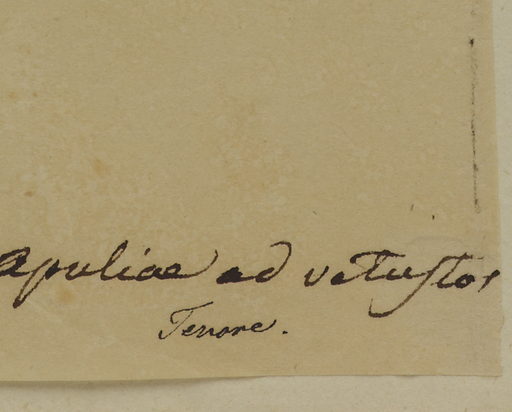 Apuliae ad vetustos
Tenore.